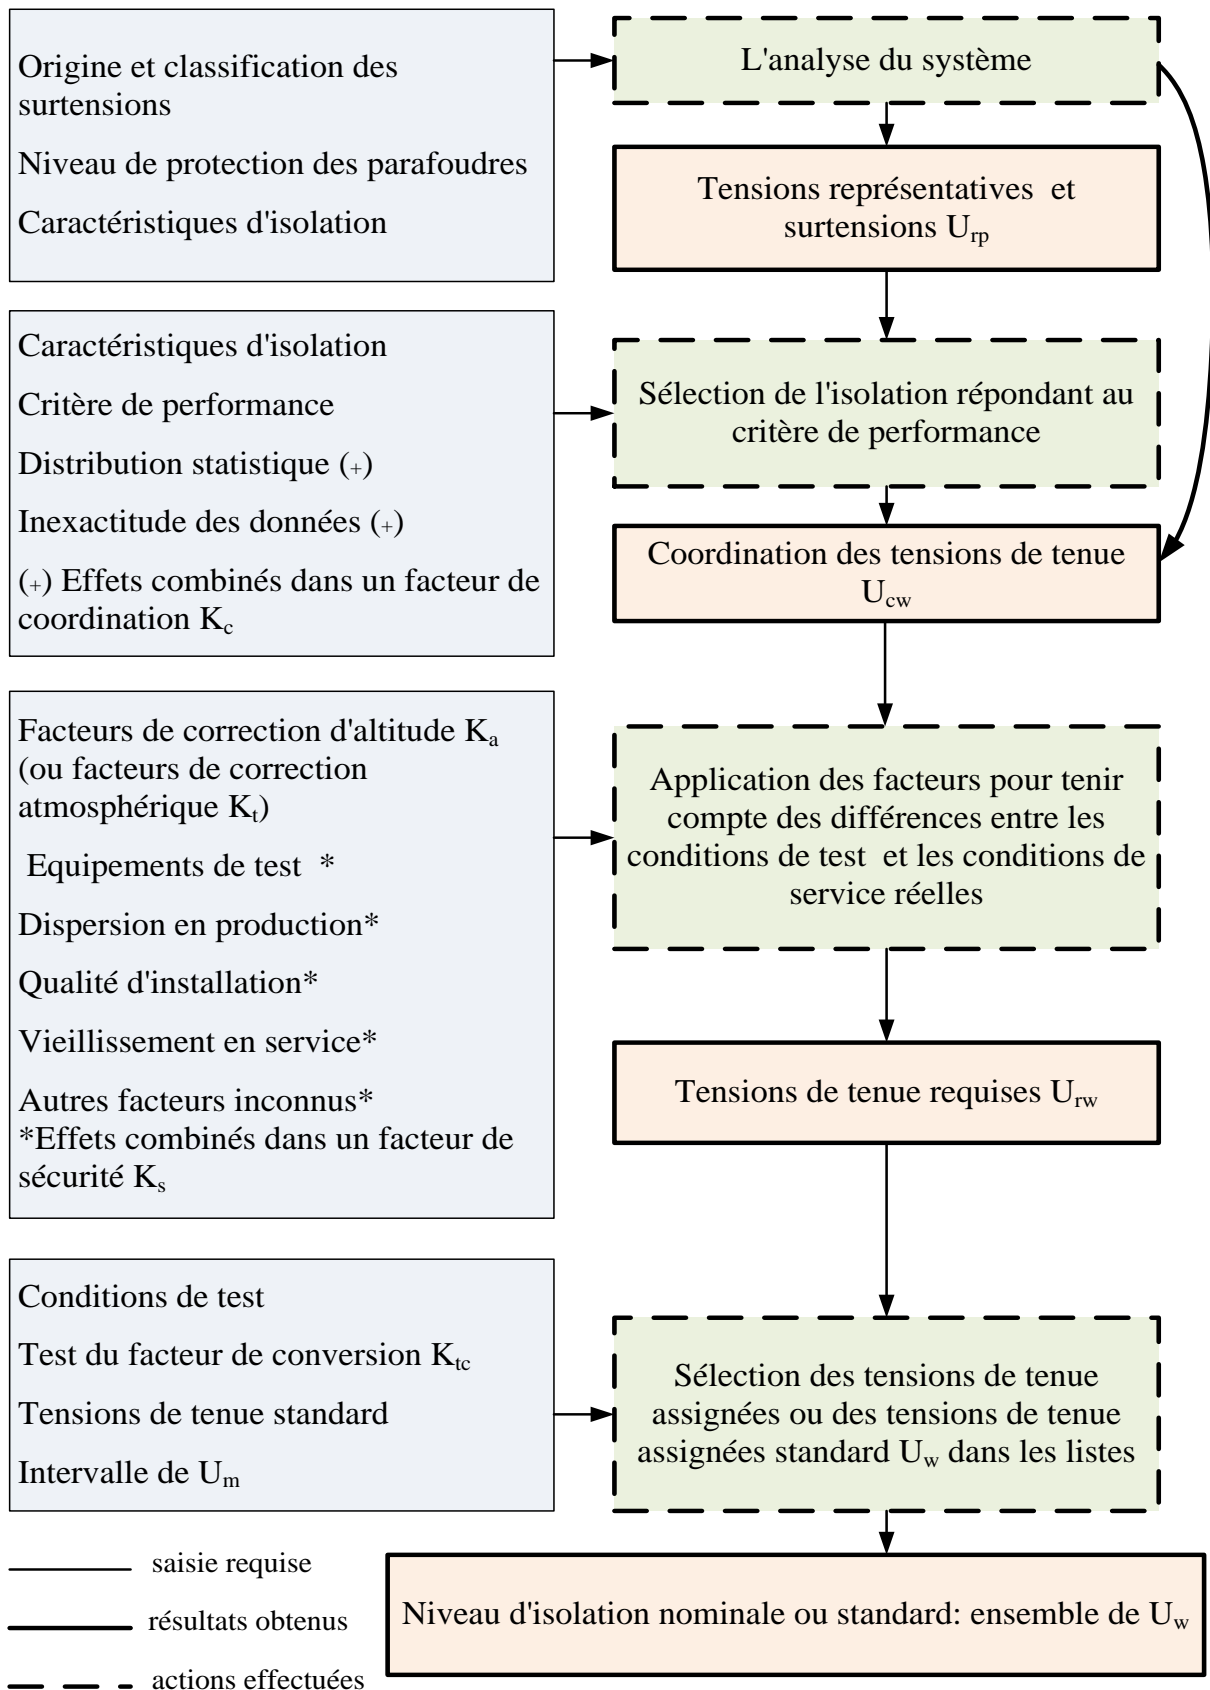 Origine et classification des
surtensions
Niveau de protection des parafoudres
Caractéristiques d'isolation
L'analyse du système
Tensions représentatives et
surtensions Urp
Caractéristiques d'isolation
Critère de performance
Distribution statistique (+)
Inexactitude des données (+)
(+) Effets combinés dans un facteur de
coordination Kc
Sélection de l'isolation répondant au
critère de performance
Coordination des tensions de tenue
Ucw
Facteurs de correction d'altitude Ka
(ou facteurs de correction
atmosphérique Kt)
Equipements de test *
Dispersion en production*
Qualité d'installation*
Vieillissement en service*
Autres facteurs inconnus*
*Effets combinés dans un facteur de
sécurité Ks
Application des facteurs pour tenir
compte des différences entre les
conditions de test et les conditions de
service réelles
Tensions de tenue requises Urw
Conditions de test
Test du facteur de conversion Ktc
Tensions de tenue standard
Intervalle de Um
Sélection des tensions de tenue
assignées ou des tensions de tenue
assignées standard Uw dans les listes
Niveau d'isolation nominale ou standard: ensemble de Uw
saisie requise
résultats obtenus
actions effectuées